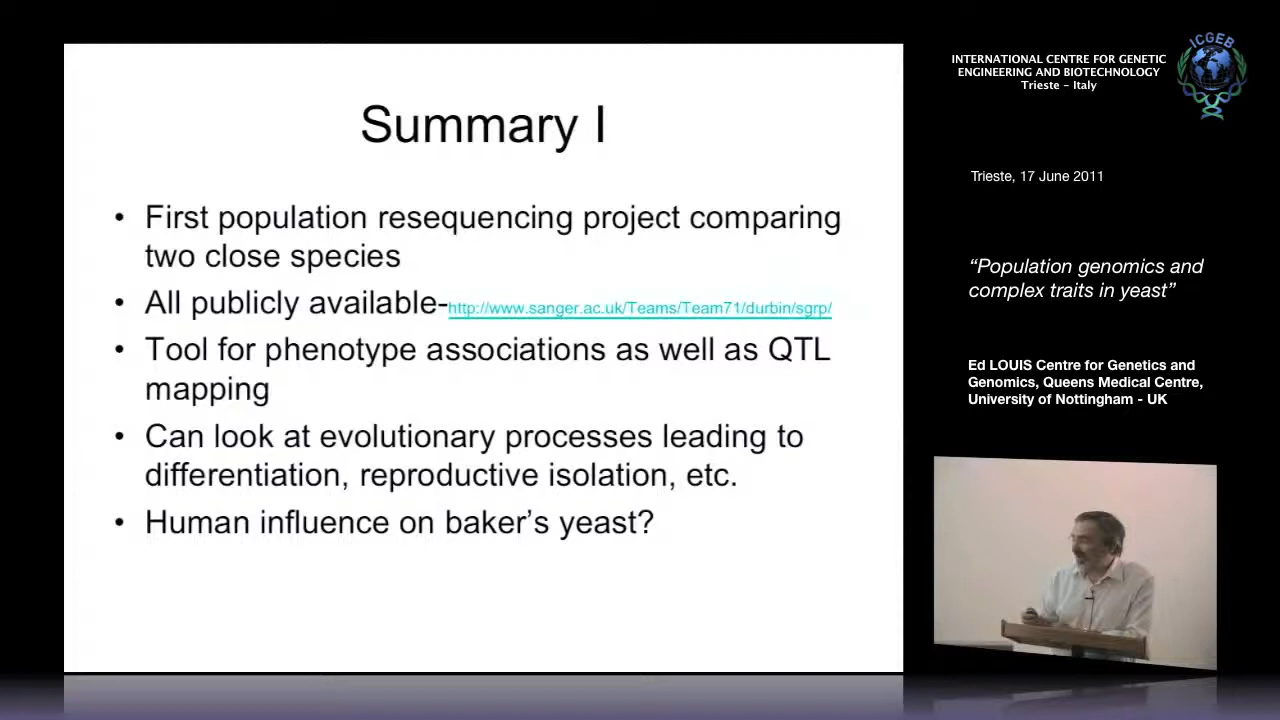 Summary I
• First population resequencing project comparing
two close species
• All publicly available-http://www.sanger.ac.uk/Teams/Team71/durbin/sgrp/
• Tool for phenotype associations as well as QTL
mapping
• Can look at evolutionary processes leading to
differentiation, reproductive isolation, etc.
• Human influence on baker’s yeast?
INTERNATIONAL CENTRE FOR GENETIC
ENGINEERING AND BIOTECHNOLOGY
Trieste - Italy
ICGEB
Trieste, 17 June 2011
“Population genomics and
complex traits in yeast”
Ed LOUIS Centre for Genetics and
Genomics, Queens Medical Centre,
University of Nottingham - UK